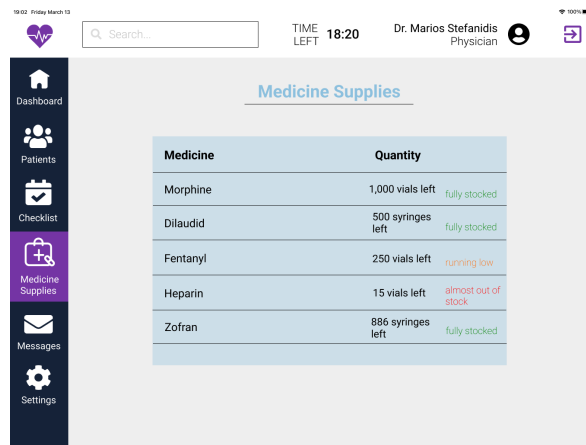 19:02 Friday March 13
100%
Search...
TIME
LEFT
18:20
Dr. Marios Stefanidis
Physician
Dashboard
Patients
Checklist
Medicine
Supplies
Messages
Settings
Medicine Supplies
Medicine Quantity
Morphine 1,000 vials left fully stocked
Dilaudid 500 syringes
left fully stocked
Fentanyl 250 vials left running low
Heparin 15 vials left almost out of
stock
Zofran 886 syringes
left fully stocked